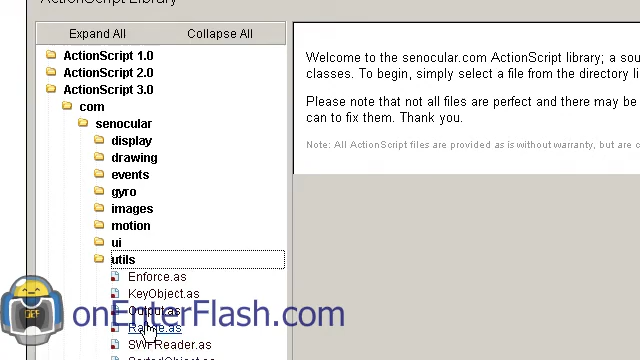 ActionScript Library
Expand All
Collapse All
ActionScript 1.0
ActionScript 2.0
ActionScript 3.0
com
senocular
display
drawing
events
gyro
images
motion
ui
utils
Enforce.as
KeyObject.as
Output.as
SWFReader.as
Welcome to the senocular.com ActionScript library; a sou
classes. To begin, simply select a file from the directory li
Please note that not all files are perfect and there may be
can to fix them. Thank you.
Note: All ActionScript files are provided as is without warranty, but are c
OEF
onEnterFlash.com